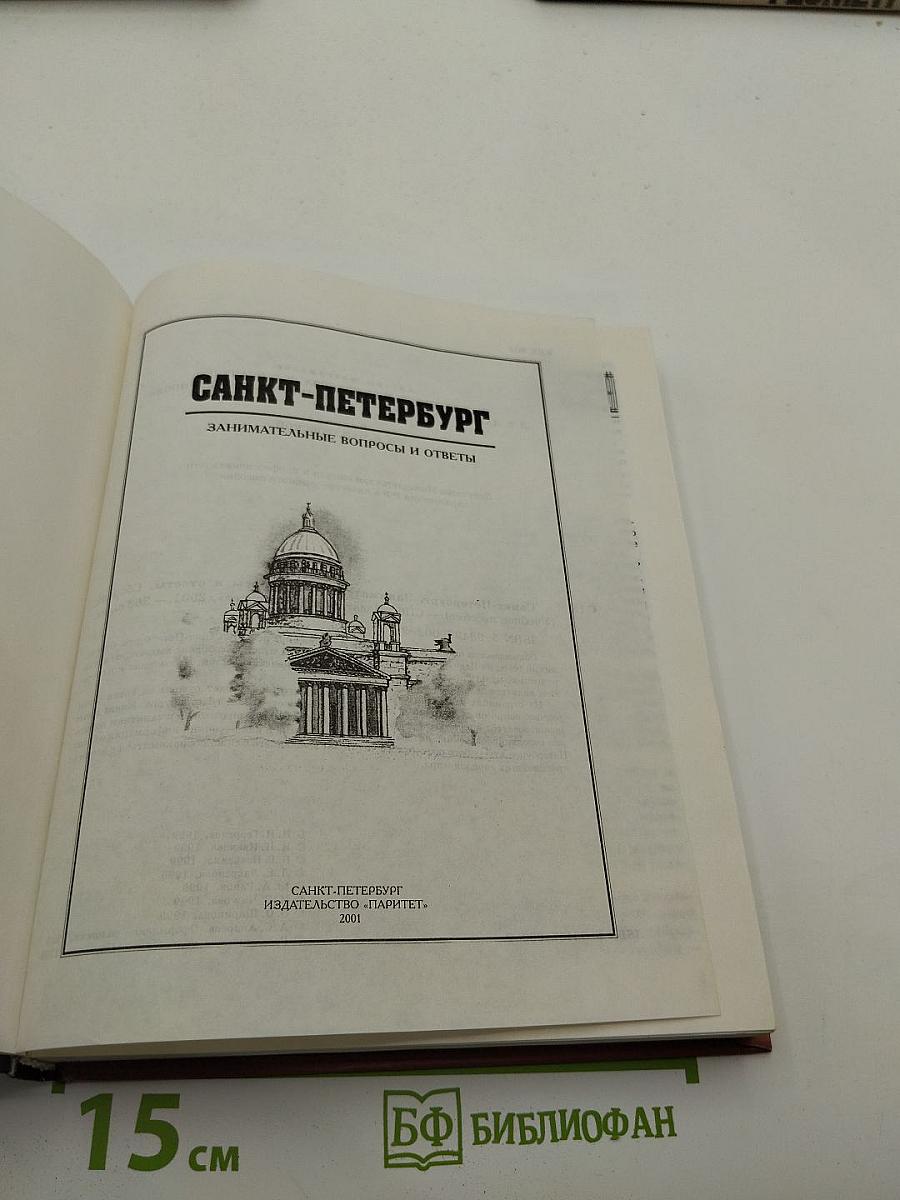 САНКТ-ПЕТЕРБУРГ
ЗАНИМАТЕЛЬНЫЕ ВОПРОСЫ И ОТВЕТЫ
САНКТ-ПЕТЕРБУРГ
ИЗДАТЕЛЬСТВО «ПАРИТЕТ»
2001
15 см
БФ БИБЛИОФАН